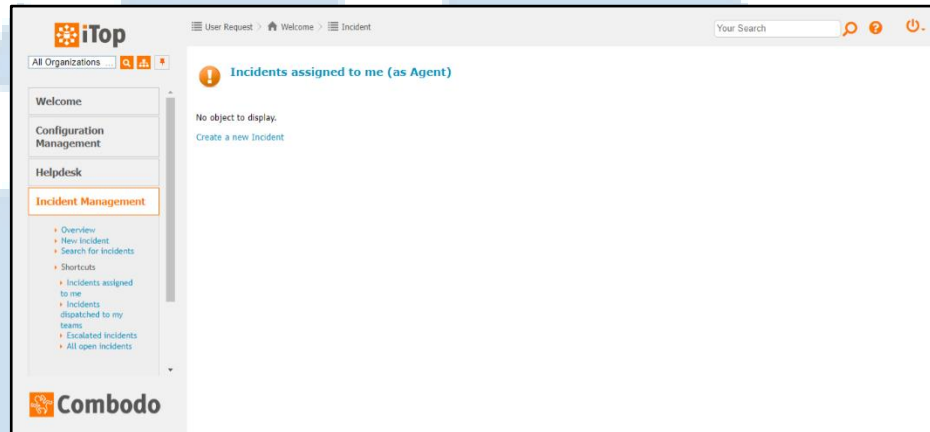 iTop
User Request > Welcome > Incident
Your Search
All Organizations ...
Incidents assigned to me (as Agent)
No object to display.
Create a new Incident
Welcome
Configuration
Management
Helpdesk
Incident Management
Overview
New Incident
Search for incidents
Shortcuts
Incidents assigned
to me
Incidents
dispatched to my
teams
Escalated incidents
All open incidents
Combodo